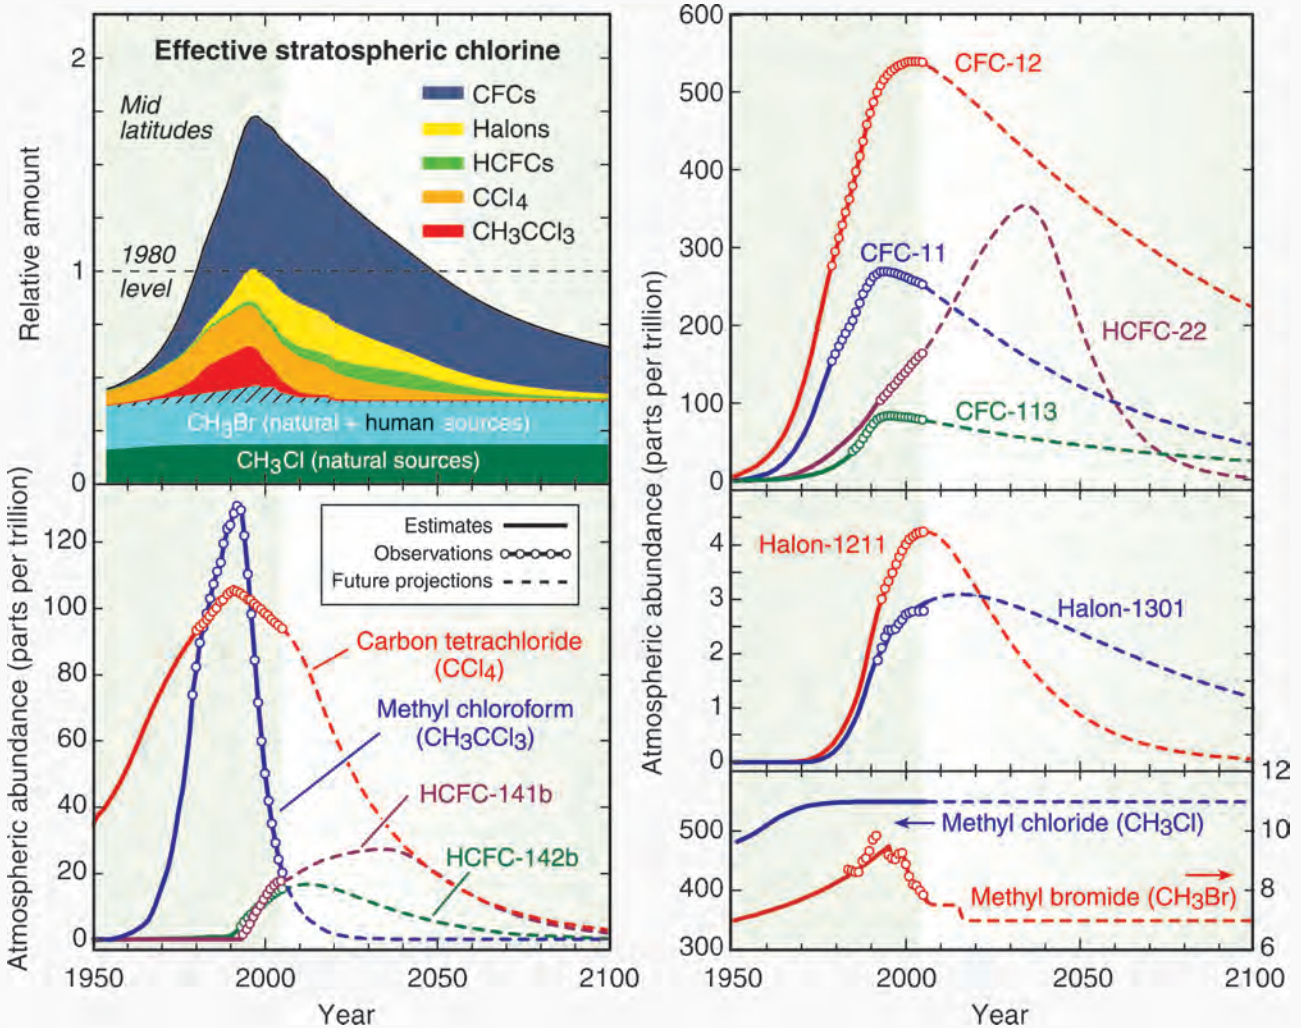 Effective stratospheric chlorine
2
1
0
Relative amount
Mid
latitudes
1980
level
CFCs
Halons
HCFCs
CCl4
CH3CCl3
CH3Br (natural + human sources)
CH3Cl (natural sources)
120
100
80
60
40
20
0
Atmospheric abundance (parts per trillion)
Estimates
Observations
Future projections
Carbon tetrachloride
(CCl4)
Methyl chloroform
(CH3CCl3)
HCFC-141b
HCFC-142b
1950
2000
2050
2100
Year
600
500
400
300
200
100
0
Atmospheric abundance (parts per trillion)
CFC-12
CFC-11
HCFC-22
CFC-113
4
3
2
1
0
Halon-1211
Halon-1301
500
400
300
12
10
8
6
Methyl chloride (CH3Cl)
Methyl bromide (CH3Br)
1950
2000
2050
2100
Year